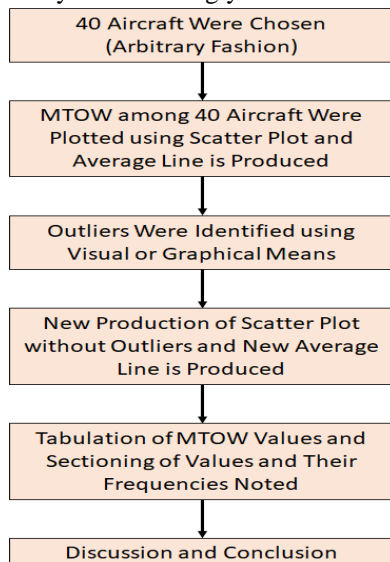 40 Aircraft Were Chosen
(Arbitrary Fashion)
MTOW among 40 Aircraft Were
Plotted using Scatter Plot and
Average Line is Produced
Outliers Were Identified using
Visual or Graphical Means
New Production of Scatter Plot
without Outliers and New Average
Line is Produced
Tabulation of MTOW Values and
Sectioning of Values and Their
Frequencies Noted
Discussion and Conclusion